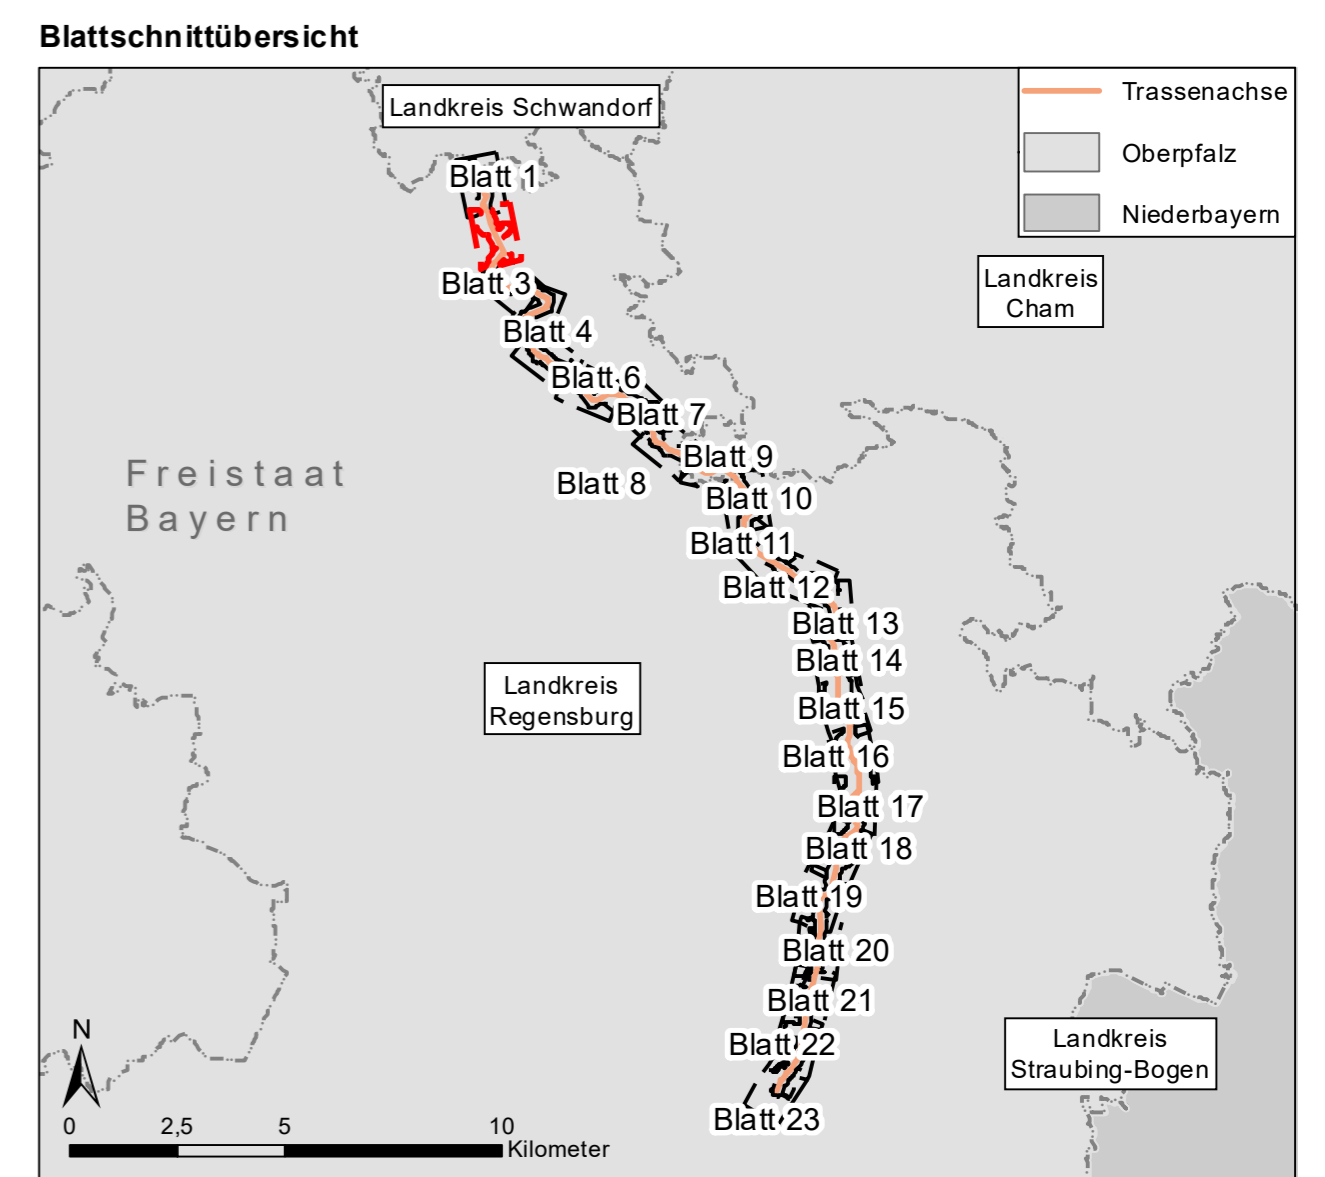 Blattschnittübersicht
Landkreis Schwandorf
Trassenachse
Oberpfalz
Niederbayern
Blatt 1
Landkreis
Cham
Blatt 3
Blatt 4
Blatt 6
Blatt 7
Blatt 9
Freistaat
Bayern
Blatt 8
Blatt 10
Blatt 11
Blatt 12
Blatt 13
Blatt 14
Landkreis
Regensburg
Blatt 15
Blatt 16
Blatt 17
Blatt 18
Blatt 19
Blatt 20
Blatt 21
Blatt 22
Landkreis
Straubing-Bogen
Blatt 23
N
0 2,5 5 10
Kilometer